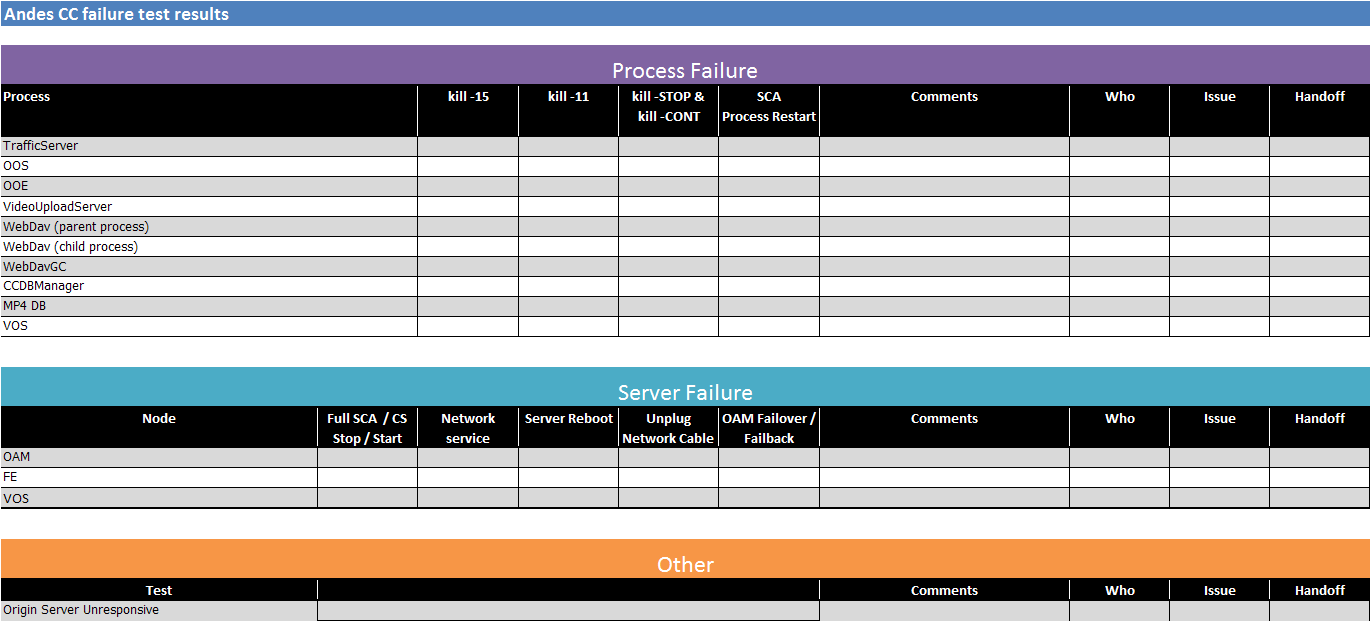 Andes CC failure test results
Process Failure
Process kill -15 kill -11 kill -STOP & SCA Comments Who Issue Handoff
kill -CONT Process Restart
TrafficServer
OOS
OOE
VideoUploadServer
WebDav (parent process)
WebDav (child process)
WebDavGC
CCDBManager
MP4 DB
VOS
Server Failure
Node Full SCA / CS Network Server Reboot Unplug OAM Failover / Comments Who Issue Handoff
Stop / Start service Network Cable Failback
OAM
FE
VOS
Other
Test Comments Who Issue Handoff
Origin Server Unresponsive